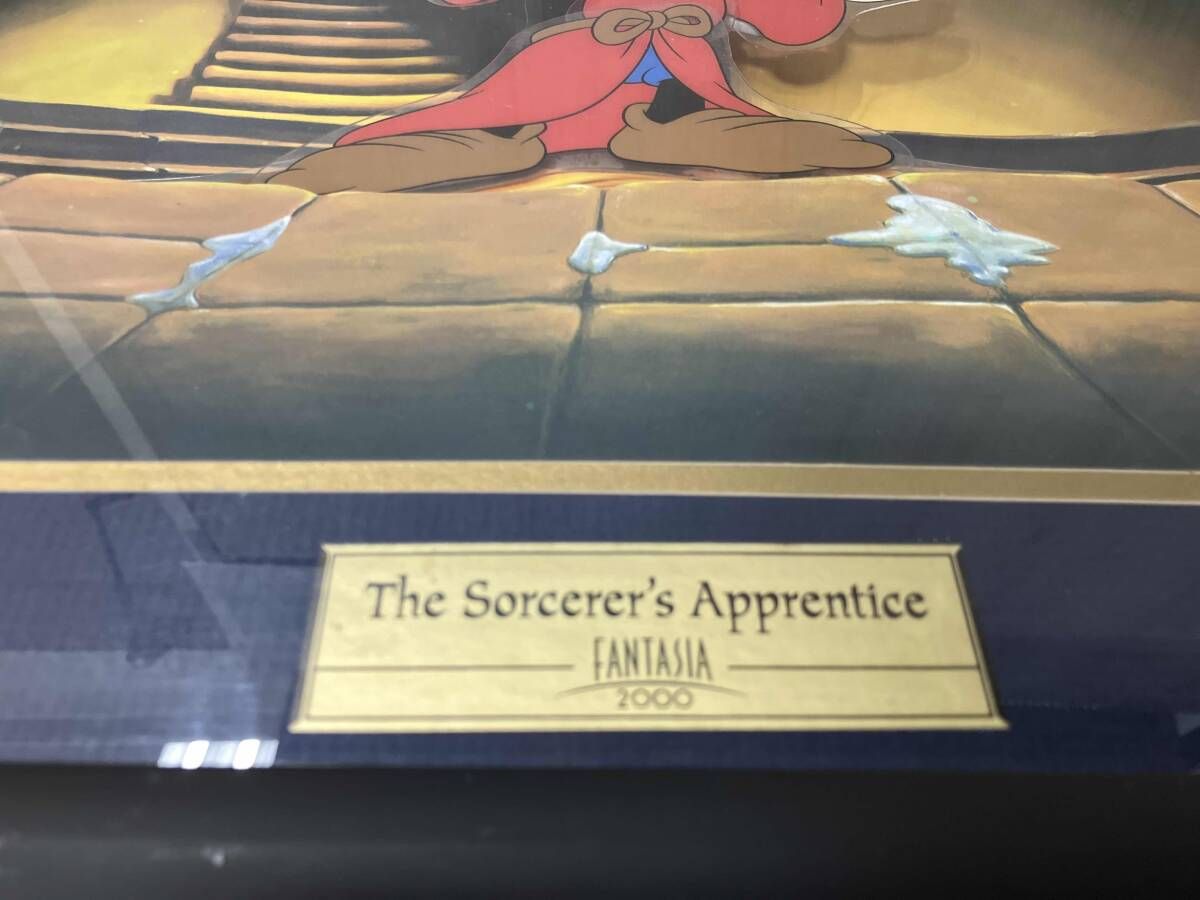 The Sorcerer's Apprentice
FANTASIA
2000